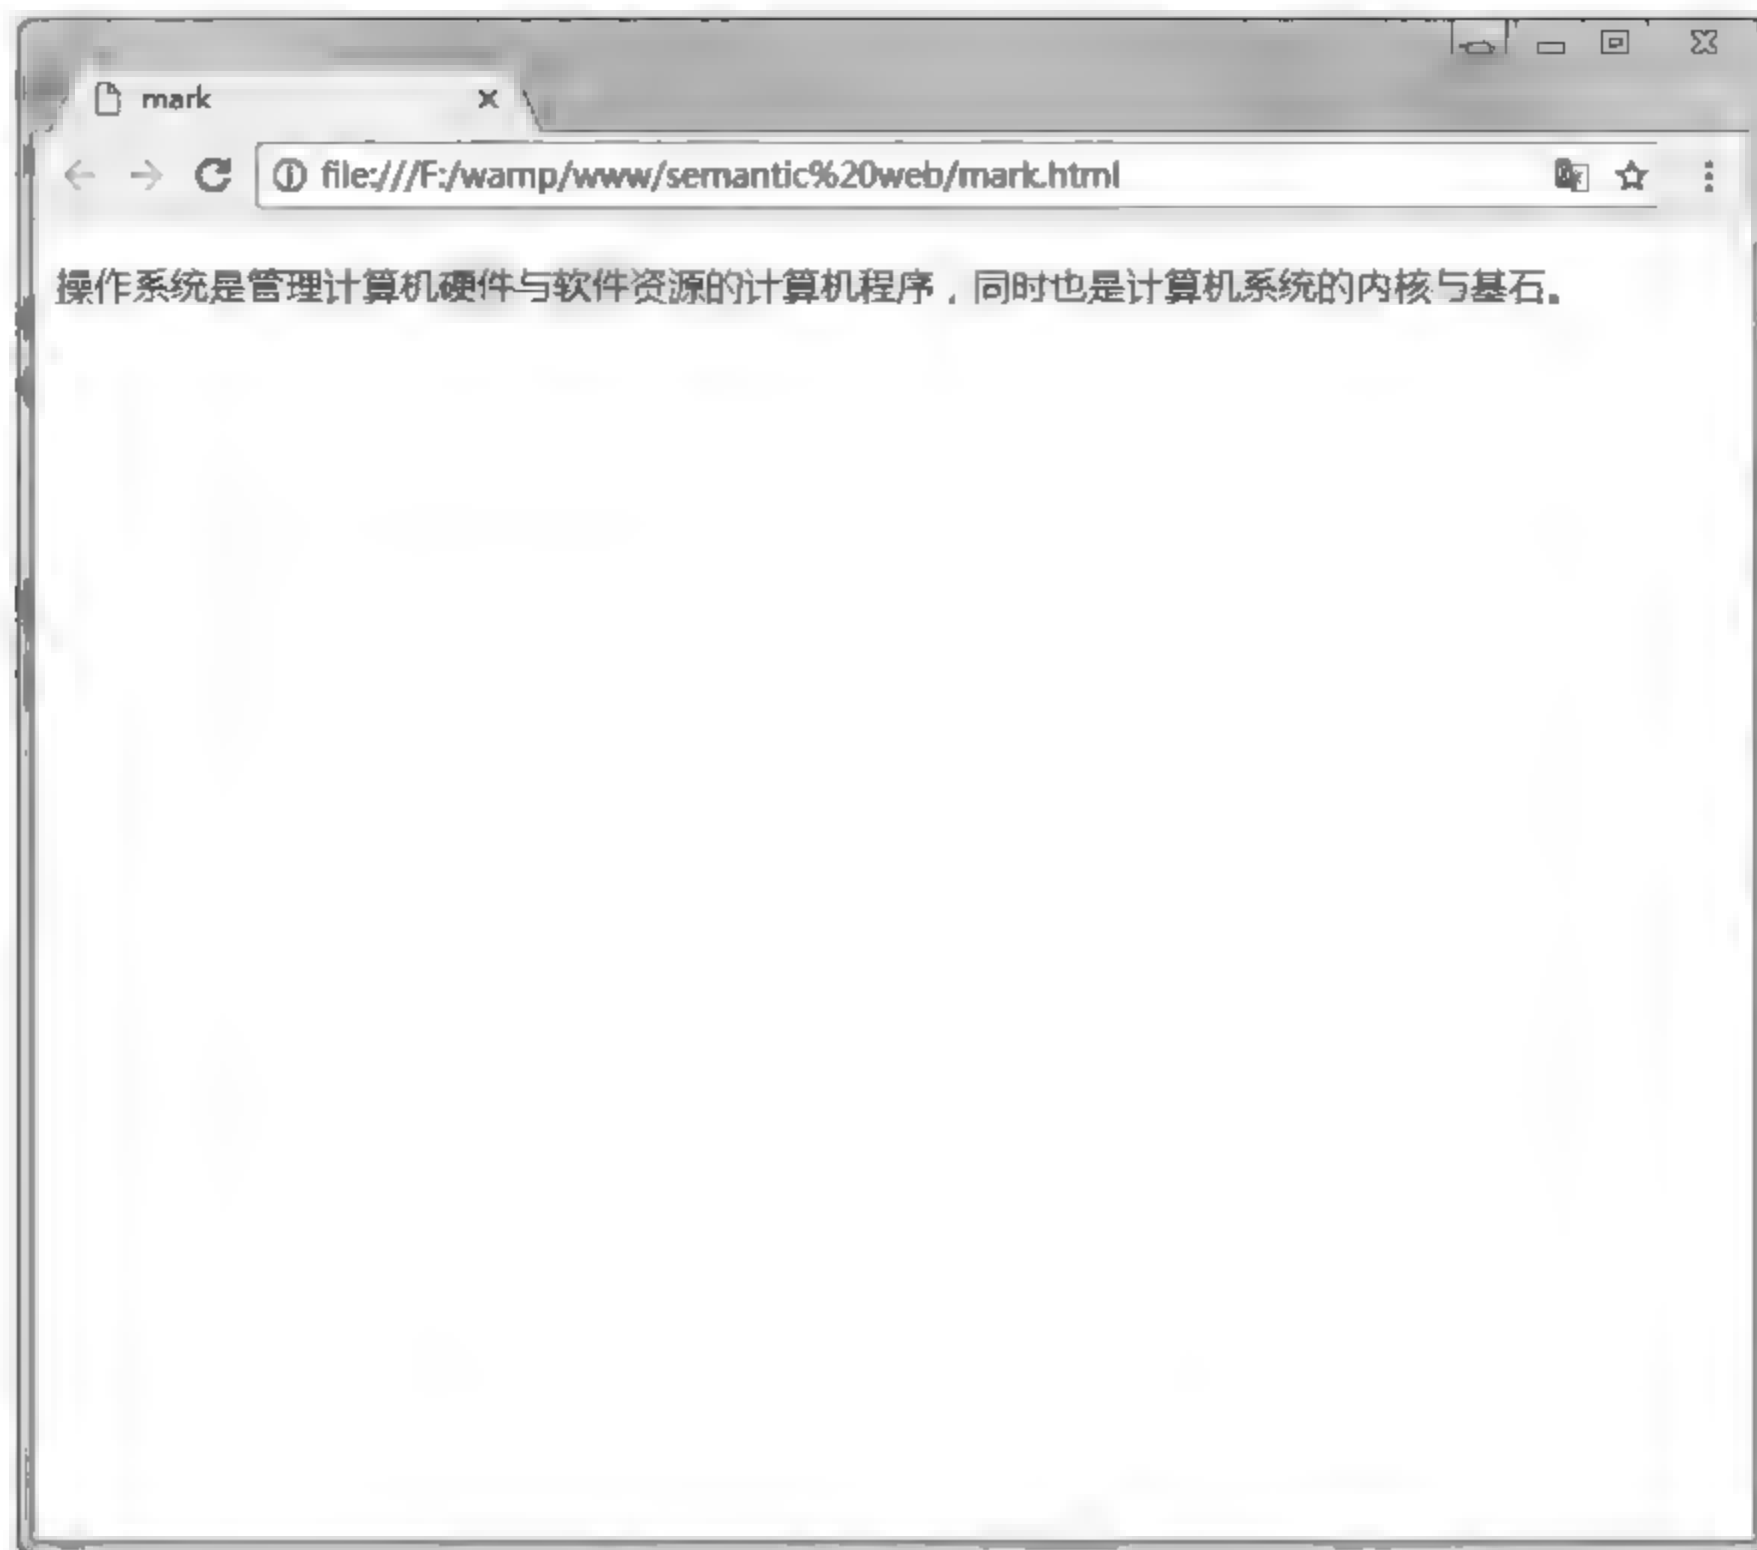 mark
file:///F:/wamp/www/semantic%20web/mark.html
操作系统是管理计算机硬件与软件资源的计算机程序，同时也是计算机系统的内核与基石。